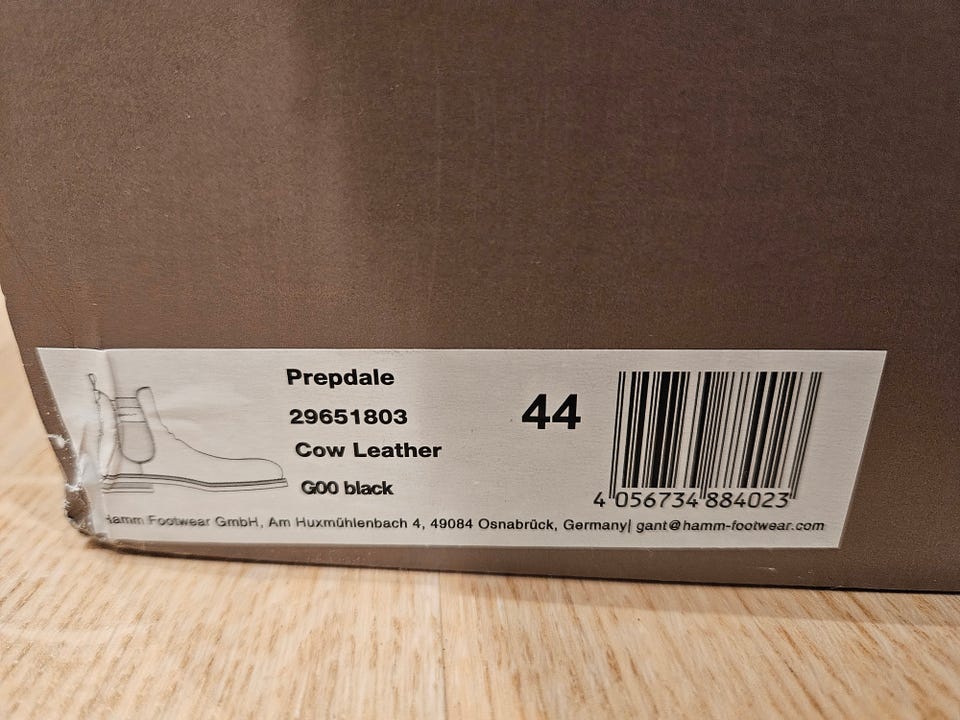 Prepdale
29651803
44
Cow Leather
G00 black
4 056734 884023
Hamm Footwear GmbH, Am Huxmühlenbach 4, 49084 Osnabrück, Germany| gant@hamm-footwear.com